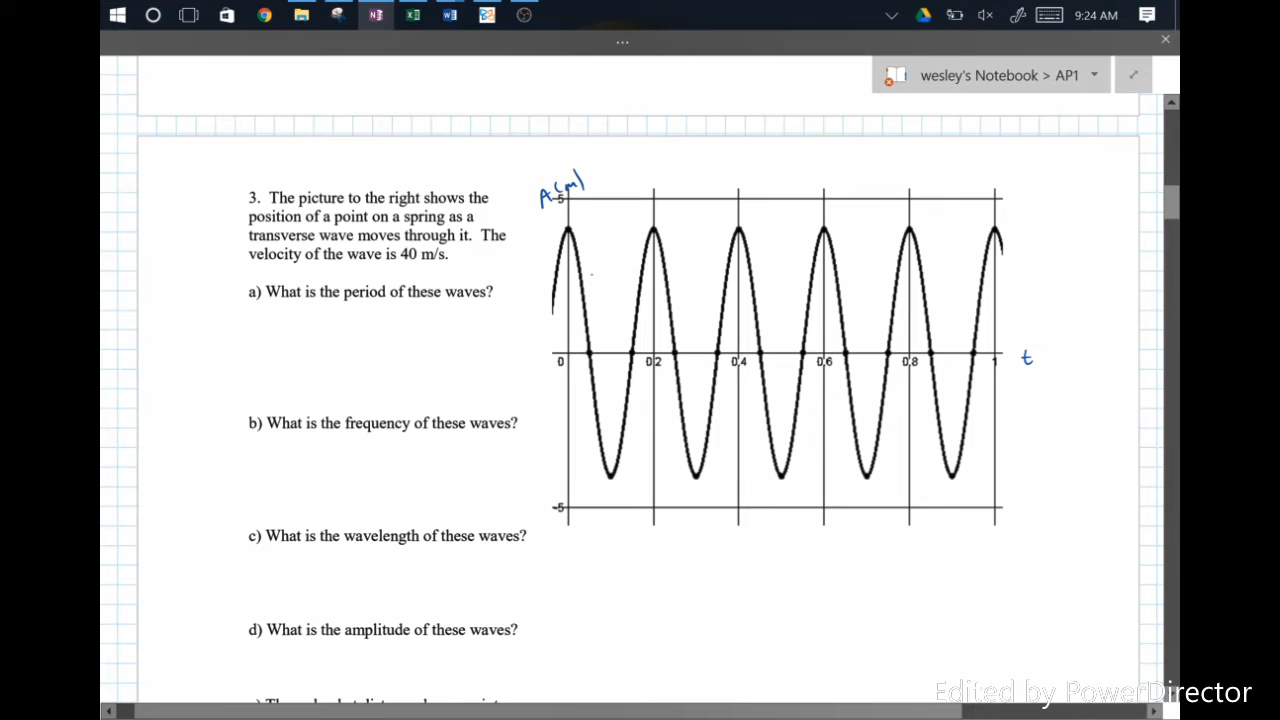 9:24 AM
...
wesley's Notebook > AP1
3. The picture to the right shows the
position of a point on a spring as a
transverse wave moves through it. The
velocity of the wave is 40 m/s.
a) What is the period of these waves?
b) What is the frequency of these waves?
c) What is the wavelength of these waves?
d) What is the amplitude of these waves?
A(m)
5
0 0.2 0.4 0.6 0.8 1 t
-5
Edited by PowerDirector